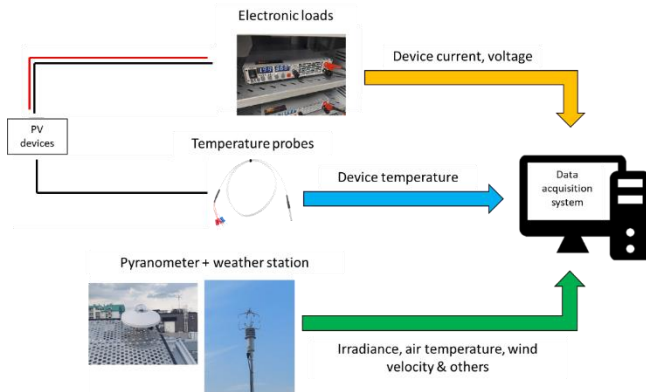 Electronic loads
Device current, voltage
PV
devices
Temperature probes
Device temperature
Data
acquisition
system
Pyranometer + weather station
Irradiance, air temperature, wind
velocity & others